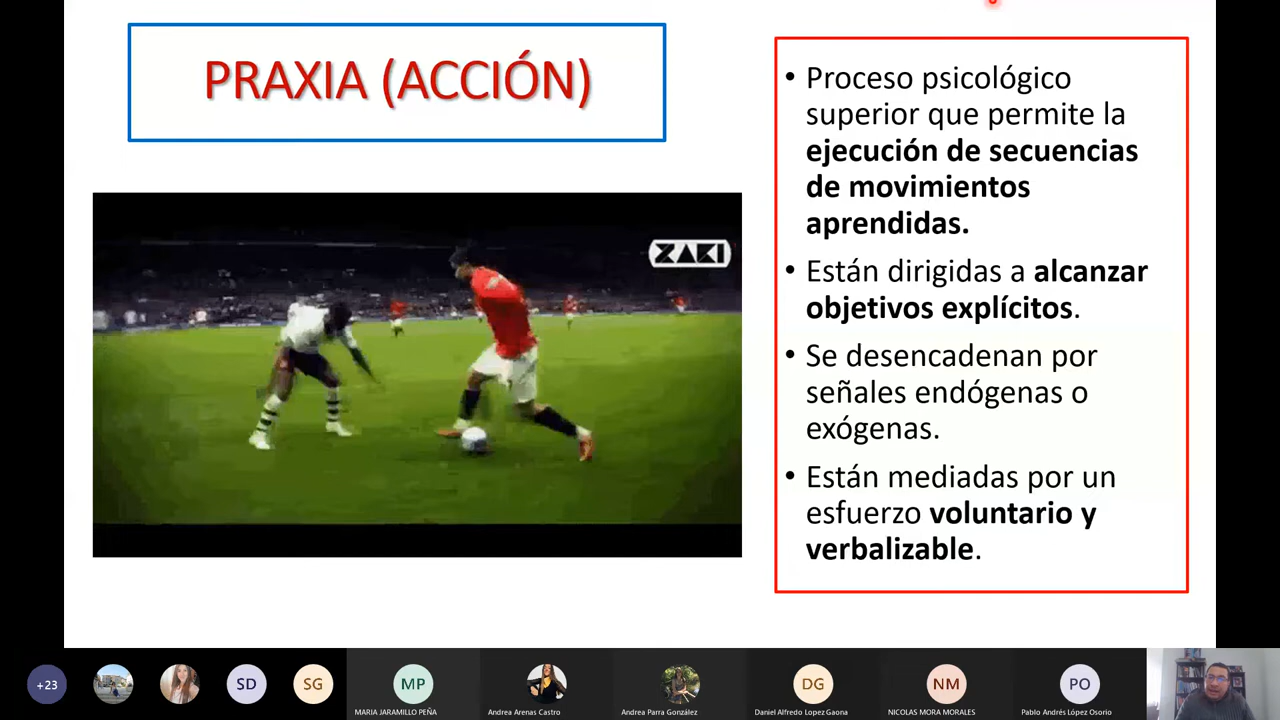 PRAXIA (ACCIÓN)
ZAKI
• Proceso psicológico
superior que permite la
ejecución de secuencias
de movimientos
aprendidas.
• Están dirigidas a alcanzar
objetivos explícitos.
• Se desencadenan por
señales endógenas o
exógenas.
• Están mediadas por un
esfuerzo voluntario y
verbalizable.
+23
SD
SG
MP
MARIA JARAMILLO PEÑA
Andrea Arenas Castro
Andrea Parra González
DG
Daniel Alfredo Lopez Gaona
NM
NICOLAS MORA MORALES
PO
Pablo Andrés López Osorio